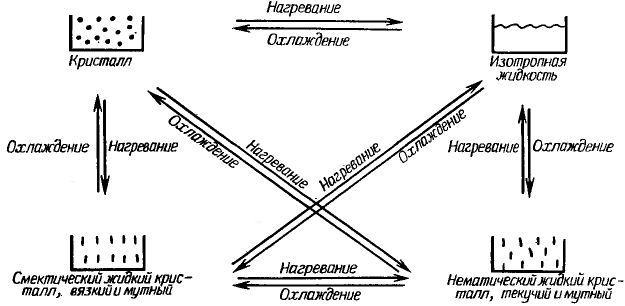 Нагревание
Охлаждение
Кристалл
Изотропная
жидкость
Охлаждение
Нагревание
Охлаждение
Нагревание
Нагревание
Охлаждение
Нагревание
Охлаждение
Смектический жидкий крис-
талл, вязкий и мутный
Нагревание
Охлаждение
Нематический жидкий крис-
талл, текучий и мутный